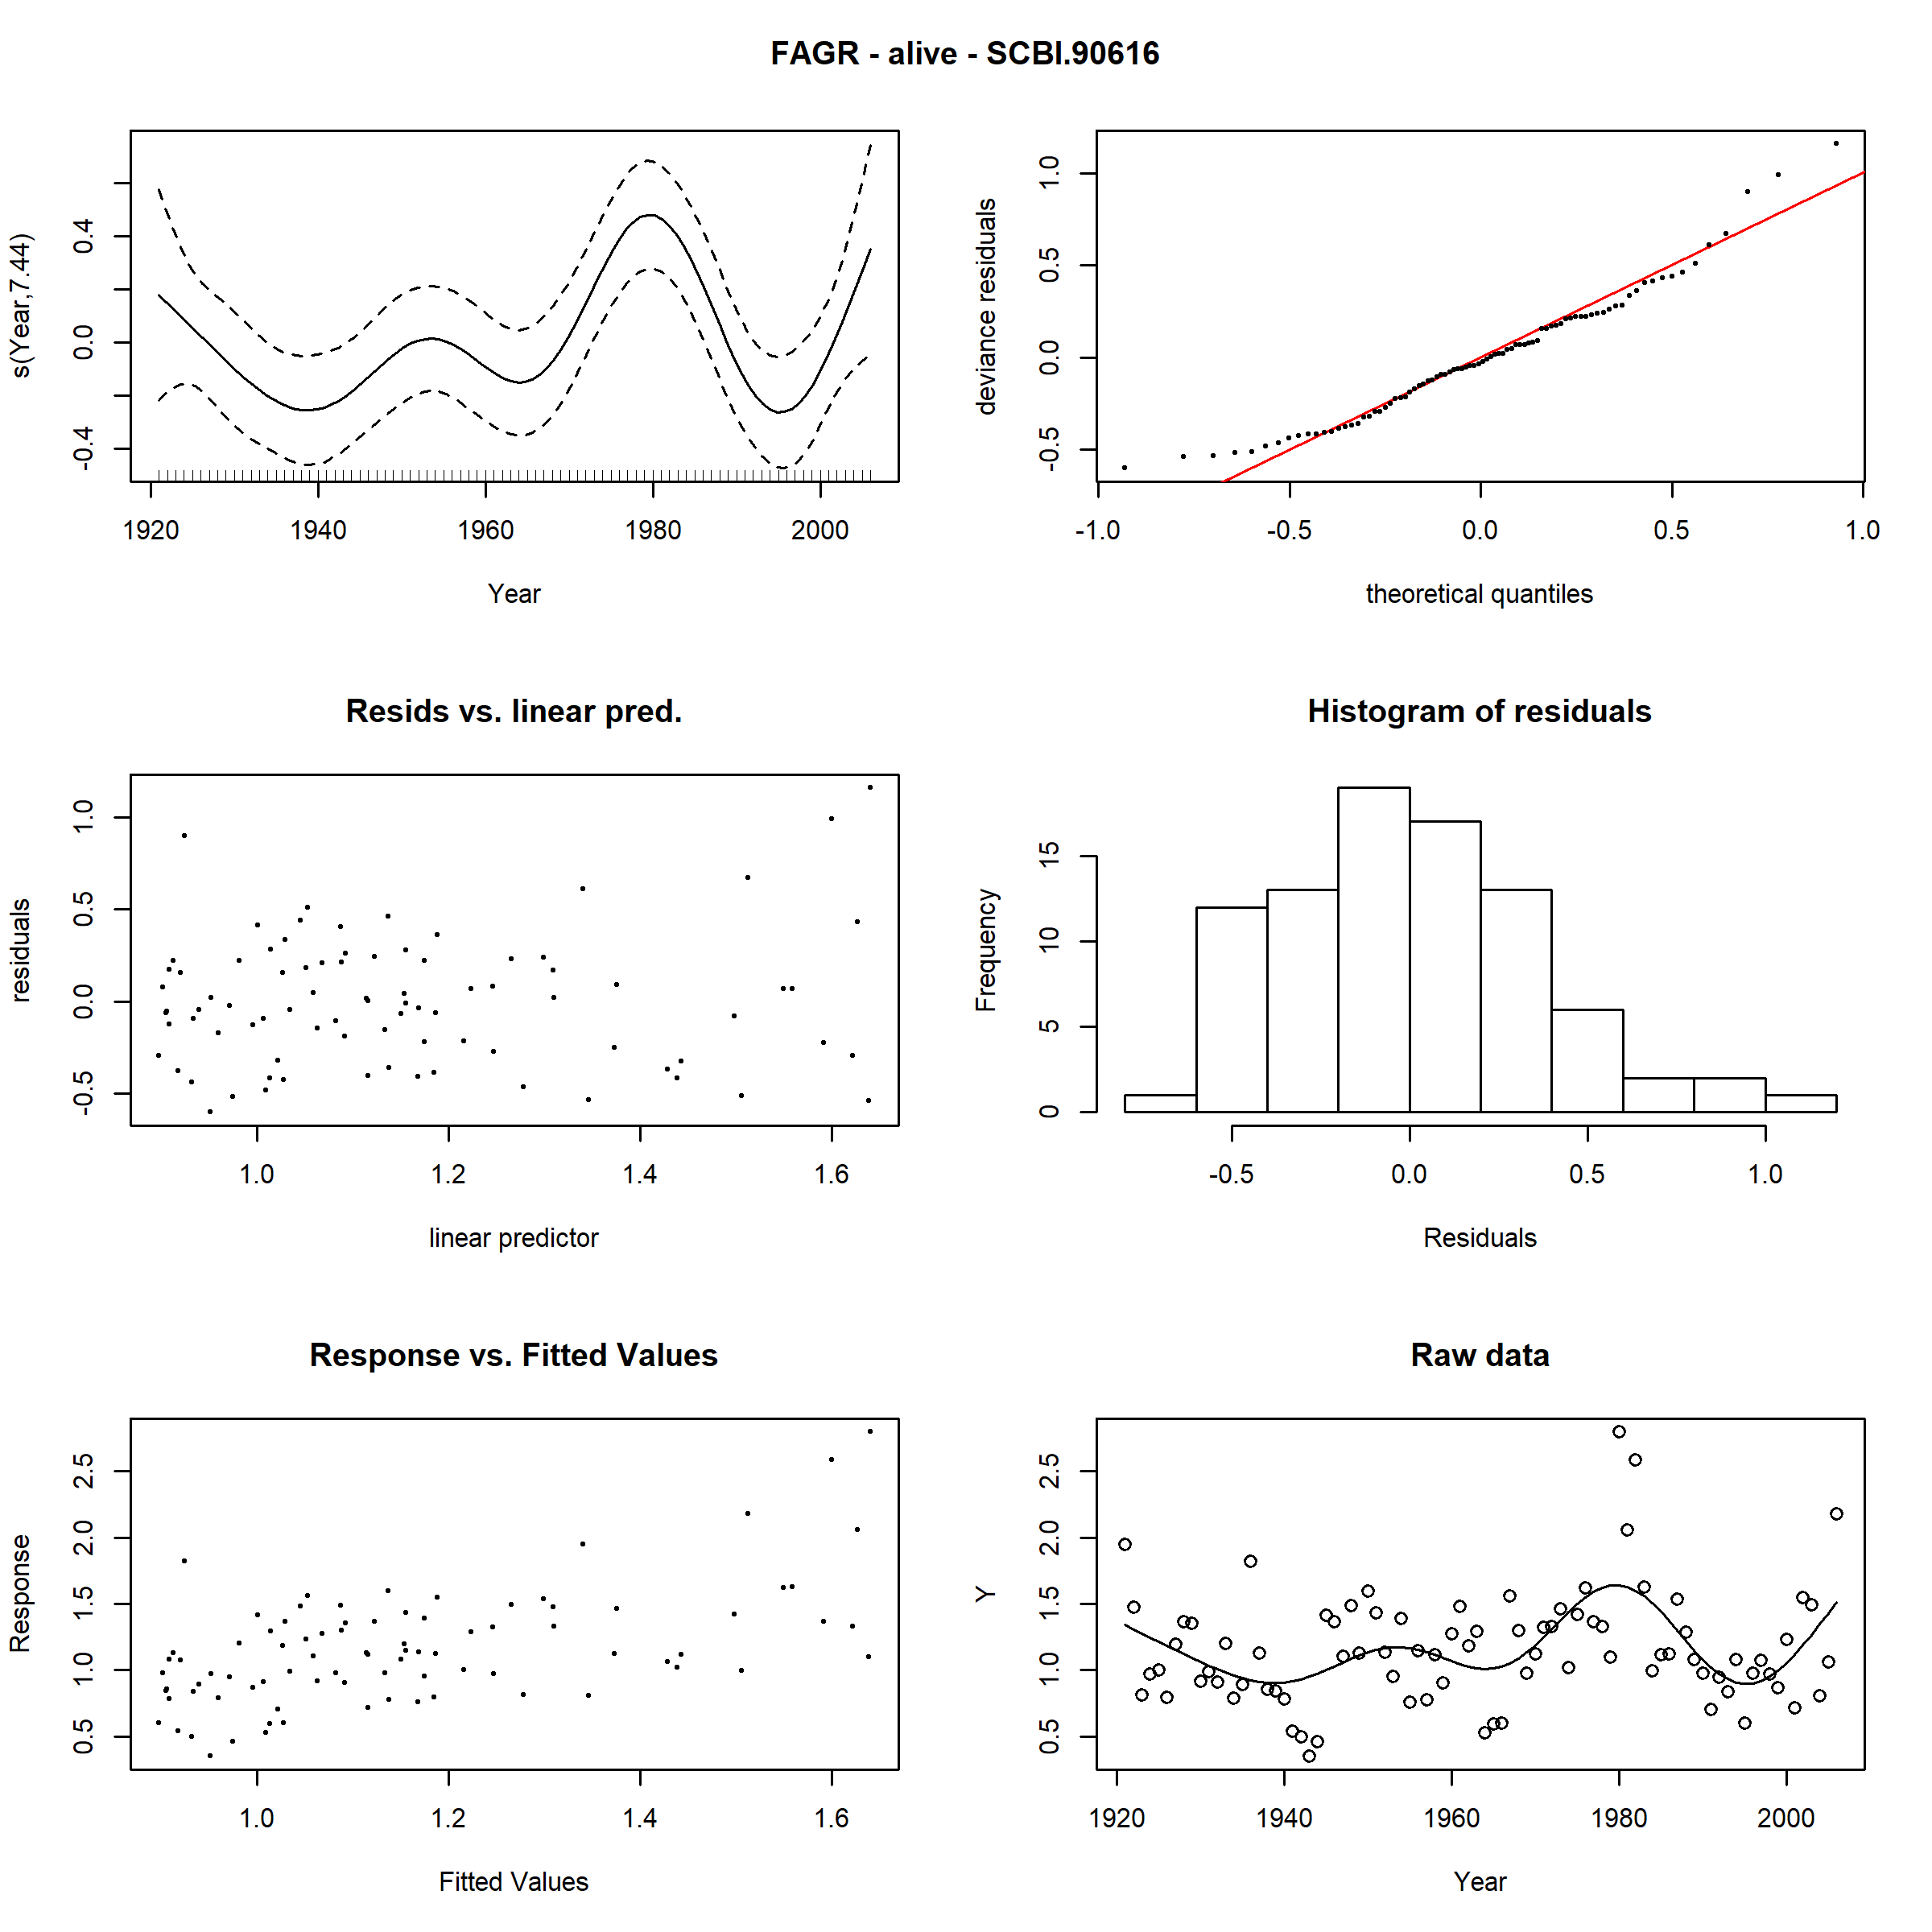 FAGR - alive - SCBI.90616
s(Year,7.44)
-0.4 0.0 0.4
1920 1940 1960 1980 2000
Year
deviance residuals
-0.5 0.0 0.5 1.0
-1.0 -0.5 0.0 0.5 1.0
theoretical quantiles
Resids vs. linear pred.
residuals
-0.5 0.0 0.5 1.0
1.0 1.2 1.4 1.6
linear predictor
Histogram of residuals
Frequency
0 5 10 15
-0.5 0.0 0.5 1.0
Residuals
Response vs. Fitted Values
Response
0.5 1.0 1.5 2.0 2.5
1.0 1.2 1.4 1.6
Fitted Values
Raw data
Y
0.5 1.0 1.5 2.0 2.5
1920 1940 1960 1980 2000
Year